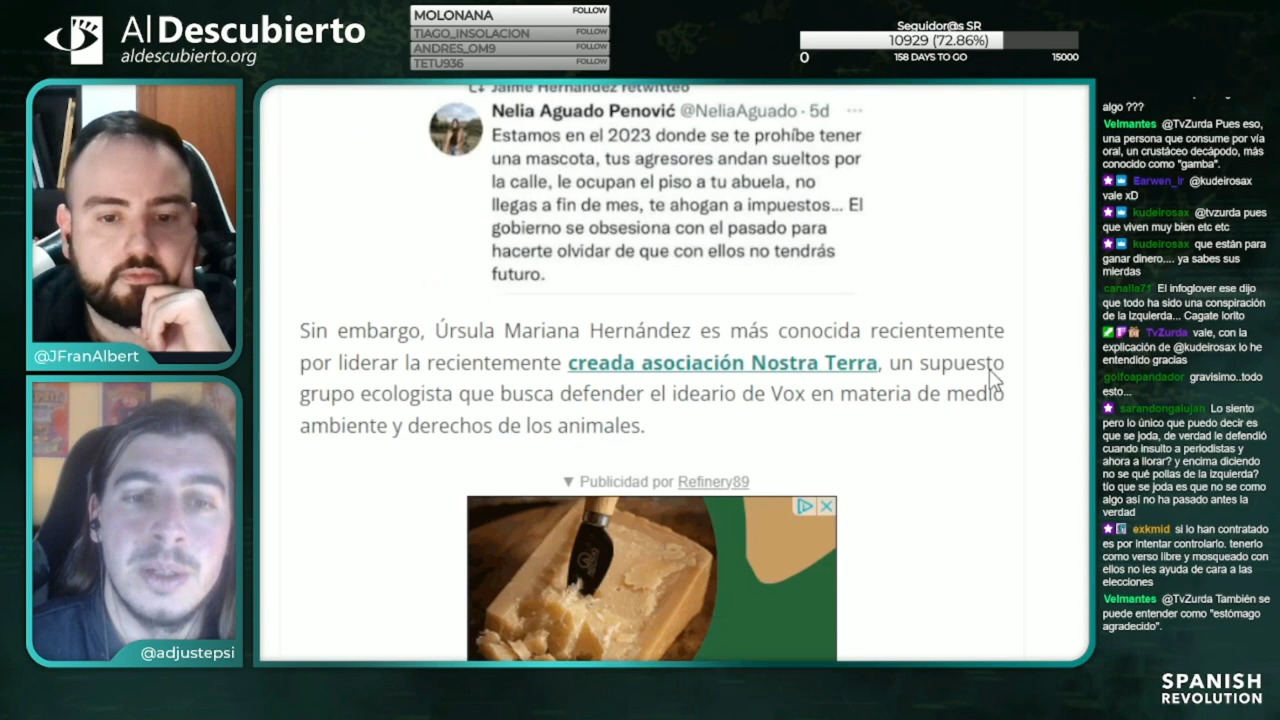 Al Descubierto
aldescubierto.org
MOLONANA FOLLOW
TIAGO_INSOLACION FOLLOW
ANDRES_OM9 FOLLOW
TETU936 FOLLOW
Seguidor@s SR
10929 (72.86%)
0 158 DAYS TO GO 15000
@JFranAlbert
@adjustepsi
Jaime Hernández retwitteó
Nelia Aguado Penović @NeliaAguado · 5d ···
Estamos en el 2023 donde se te prohíbe tener
una mascota, tus agresores andan sueltos por
la calle, le ocupan el piso a tu abuela, no
llegas a fin de mes, te ahogan a impuestos... El
gobierno se obsesiona con el pasado para
hacerte olvidar de que con ellos no tendrás
futuro.
Sin embargo, Úrsula Mariana Hernández es más conocida recientemente
por liderar la recientemente creada asociación Nostra Terra, un supuesto
grupo ecologista que busca defender el ideario de Vox en materia de medio
ambiente y derechos de los animales.
▼ Publicidad por Refinery89
algo ???
Velmantes @TvZurda Pues eso,
una persona que consume por vía
oral, un crustáceo decápodo, más
conocido como "gamba".
Earwen_Ir @kudeirosax
vale xD
kudeirosax @tvzurda pues
que viven muy bien etc etc
kudeirosax que están para
ganar dinero.... ya sabes sus
mierdas
canalla71 El infoglover ese dijo
que todo ha sido una conspiración
de la izquierda... Cagate lorito
TvZurda vale, con la
explicación de @kudeirosax lo he
entendido gracias
golfoapandador gravisimo..todo
esto...
sarandongalujan Lo siento
pero lo único que puedo decir es
que se joda, de verdad le defendió
cuando insulto a periodistas y
ahora a llorar? y encima diciendo
no se qué pollas de la izquierda?
tío que se joda es que no se como
algo así no ha pasado antes la
verdad
exkmid si lo han contratado
es por intentar controlarlo. tenerlo
como verso libre y mosqueado con
ellos no les ayuda de cara a las
elecciones
Velmantes @TvZurda También se
puede entender como "estómago
agradecido".
SPANISH
REVOLUTION